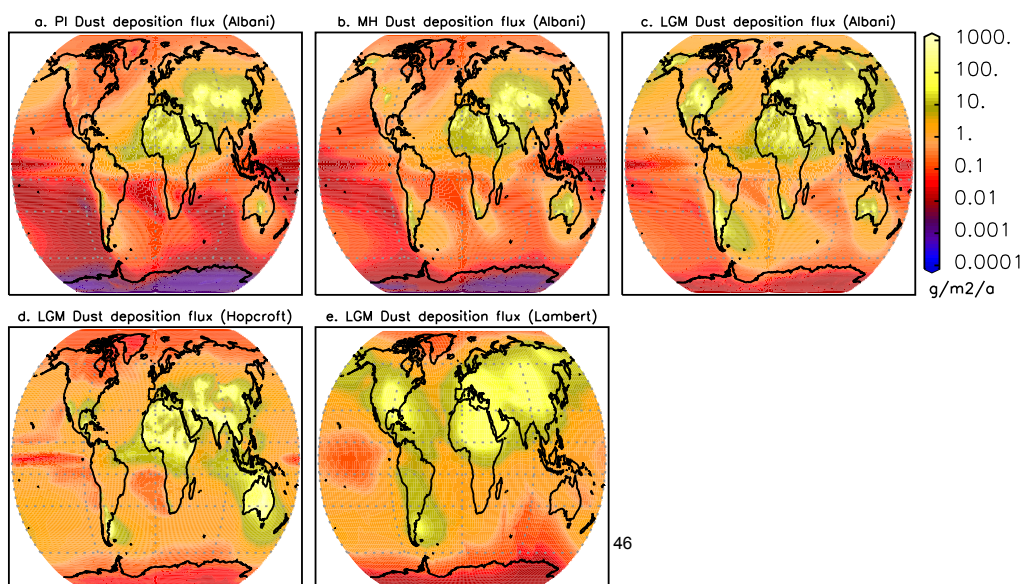 a. PI Dust deposition flux (Albani)
b. MH Dust deposition flux (Albani)
c. LGM Dust deposition flux (Albani)
1000.
100.
10.
1.
0.1
0.01
0.001
0.0001
g/m2/a
d. LGM Dust deposition flux (Hopcroft)
e. LGM Dust deposition flux (Lambert)
46